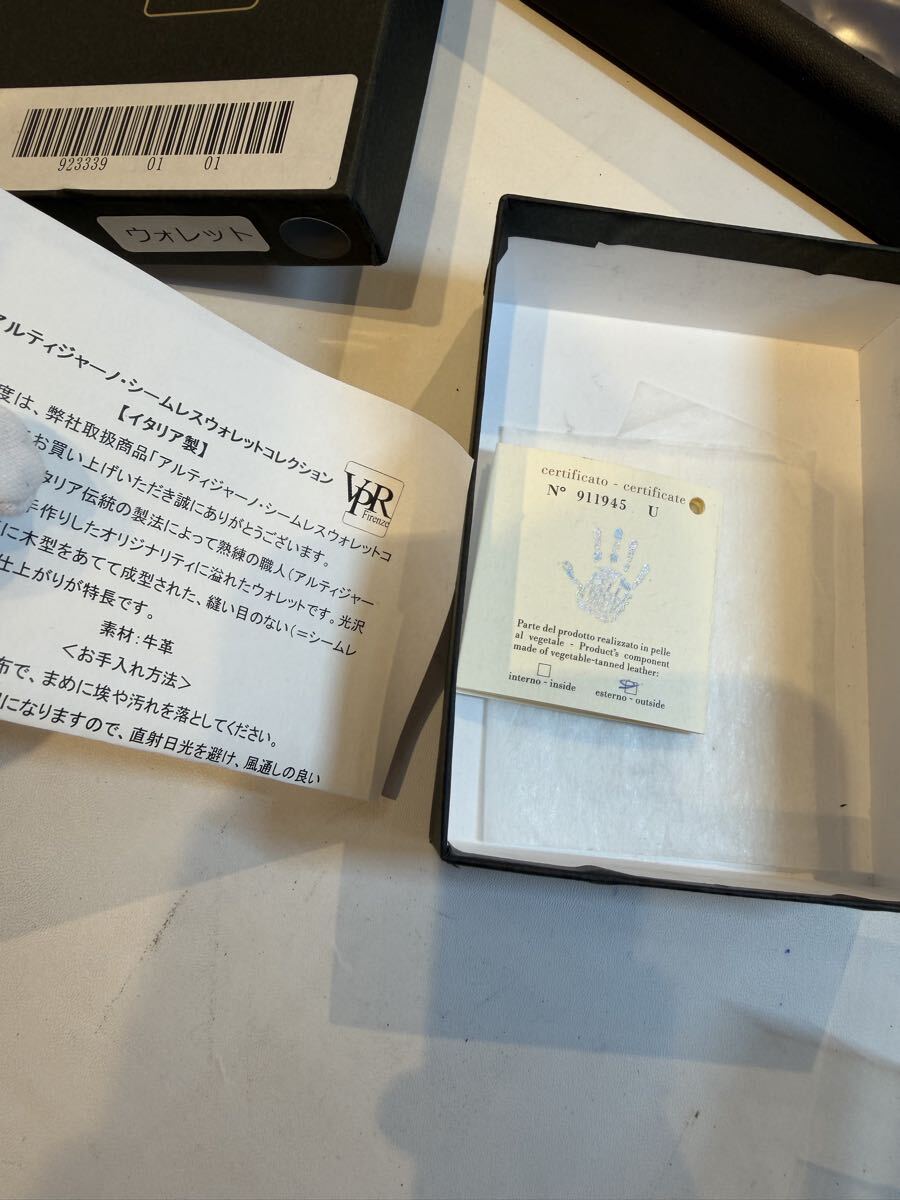 923339 01 01
ウォレット
アルティジャーノ・シームレスウォレットコレクション
【イタリア製】
VPR
Firenze
度は、弊社取扱商品「アルティジャーノ・シームレスウォレットコ
お買い上げいただき誠にありがとうございます。
タリア伝統の製法によって熟練の職人(アルティジャー
手作りしたオリジナリティに溢れたウォレットです。光沢
に木型をあてて成型された、縫い目のない(=シームレ
仕上がりが特長です。
素材:牛革
<お手入れ方法>
布で、まめに埃や汚れを落としてください。
になりますので、直射日光を避け、風通しの良い
certificato - certificate
Nº 911945 U
Parte del prodotto realizzato in pelle
al vegetale - Product's component
made of vegetable-tanned leather:
interno - inside
esterno - outside